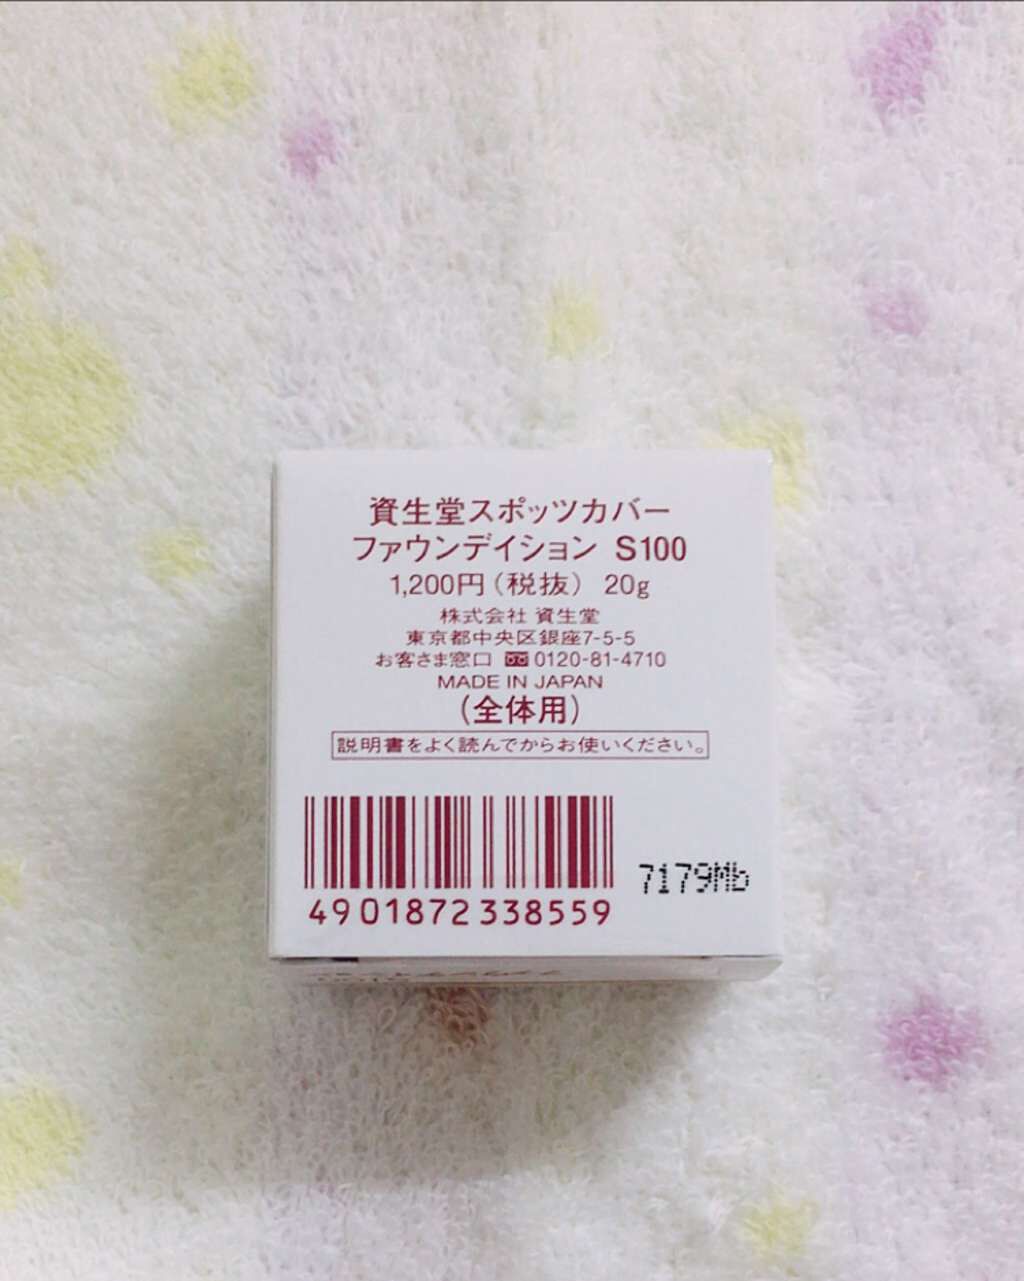 資生堂スポッツカバー
ファウンデイション S100
1,200円(税抜) 20g
株式会社 資生堂
東京都中央区銀座7-5-5
お客さま窓口 0120-81-4710
MADE IN JAPAN
(全体用)
説明書をよく読んでからお使いください。
4901872338559
7179Mb